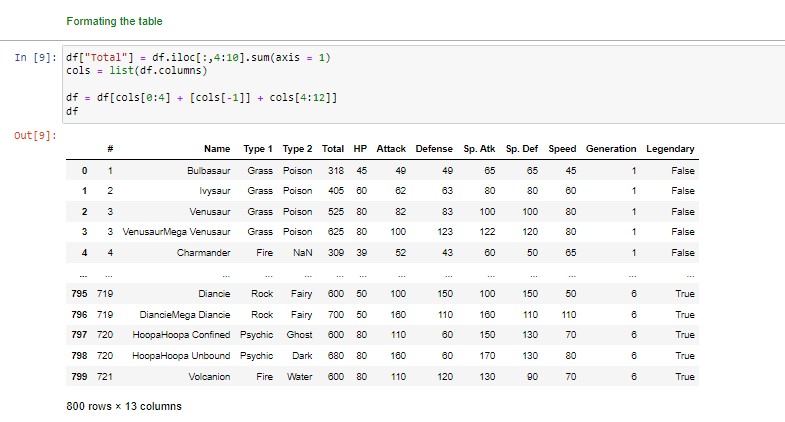 Formating the table
In [9]: df["Total"] = df.iloc[:,4:10].sum(axis = 1)
cols = list(df.columns)
df = df[cols[0:4] + [cols[-1]] + cols[4:12]]
df
Out[9]:
# Name Type 1 Type 2 Total HP Attack Defense Sp. Atk Sp. Def Speed Generation Legendary
0 1 Bulbasaur Grass Poison 318 45 49 49 65 65 45 1 False
1 2 Ivysaur Grass Poison 405 60 62 63 80 80 60 1 False
2 3 Venusaur Grass Poison 525 80 82 83 100 100 80 1 False
3 3 VenusaurMega Venusaur Grass Poison 625 80 100 123 122 120 80 1 False
4 4 Charmander Fire NaN 309 39 52 43 60 50 65 1 False
... ... ... ... ... ... ... ... ... ... ... ... ... ...
795 719 Diancie Rock Fairy 600 50 100 150 100 150 50 6 True
796 719 DiancieMega Diancie Rock Fairy 700 50 160 110 160 110 110 6 True
797 720 HoopaHoopa Confined Psychic Ghost 600 80 110 60 150 130 70 6 True
798 720 HoopaHoopa Unbound Psychic Dark 680 80 160 60 170 130 80 6 True
799 721 Volcanion Fire Water 600 80 110 120 130 90 70 6 True
800 rows × 13 columns